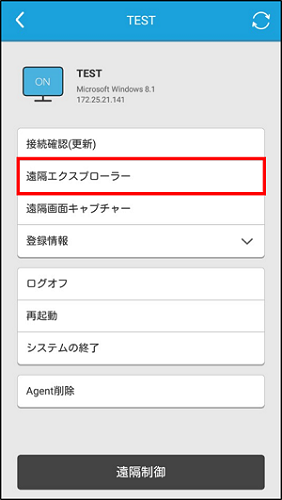 TEST
ON
TEST
Microsoft Windows 8.1
172.25.21.141
接続確認(更新)
遠隔エクスプローラー
遠隔画面キャプチャー
登録情報
ログオフ
再起動
システムの終了
Agent削除
遠隔制御